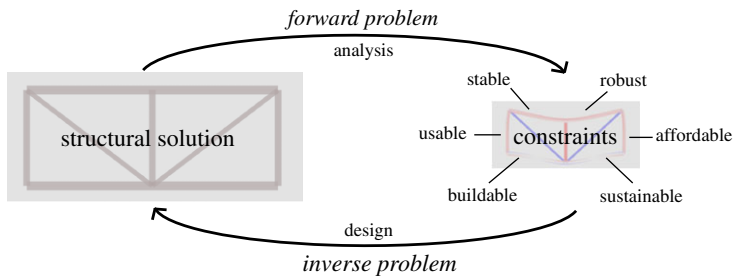 forward problem
analysis
stable
robust
structural solution
usable
constraints
affordable
buildable
sustainable
design
inverse problem